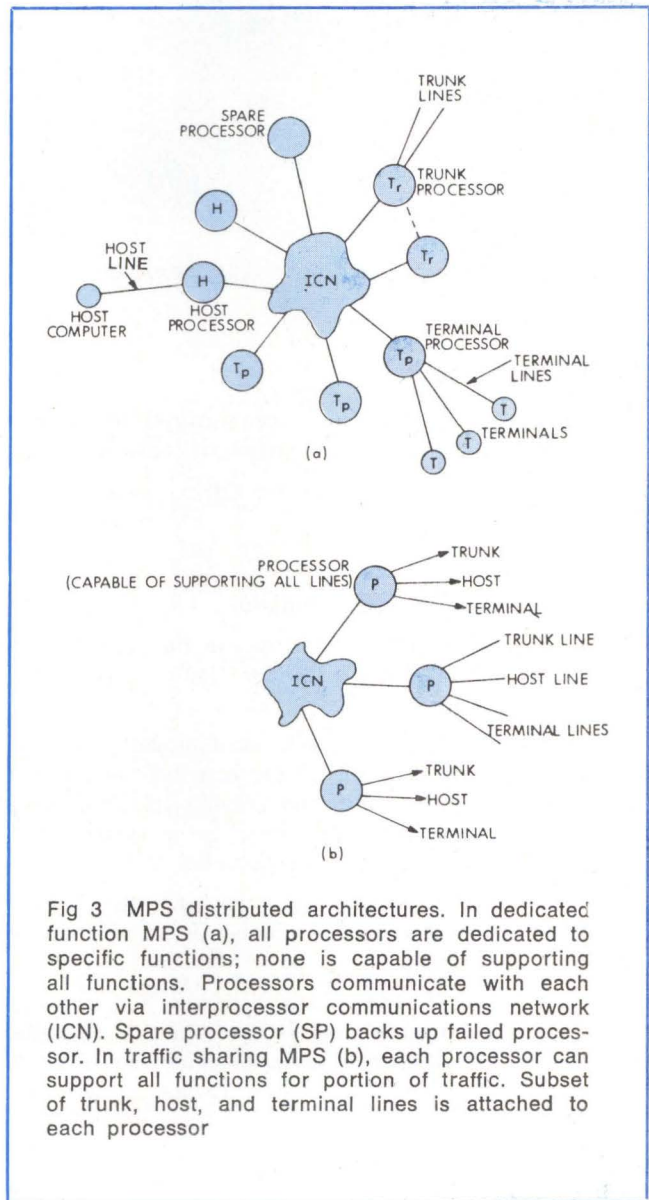 TRUNK
LINES
SPARE
PROCESSOR
Tr
TRUNK
PROCESSOR
H
Tr
HOST
LINE
ICN
H
HOST
COMPUTER
HOST
PROCESSOR
TERMINAL
PROCESSOR
Tp
TERMINAL
LINES
Tp
Tp
T
T
TERMINALS
T
(a)
PROCESSOR
(CAPABLE OF SUPPORTING ALL LINES)
P
TRUNK
HOST
TERMINAL
TRUNK LINE
ICN
P
HOST LINE
TERMINAL LINES
P
TRUNK
HOST
TERMINAL
(b)
Fig 3 MPS distributed architectures. In dedicated
function MPS (a), all processors are dedicated to
specific functions; none is capable of supporting
all functions. Processors communicate with each
other via interprocessor communications network
(ICN). Spare processor (SP) backs up failed proces-
sor. In traffic sharing MPS (b), each processor can
support all functions for portion of traffic. Subset
of trunk, host, and terminal lines is attached to
each processor